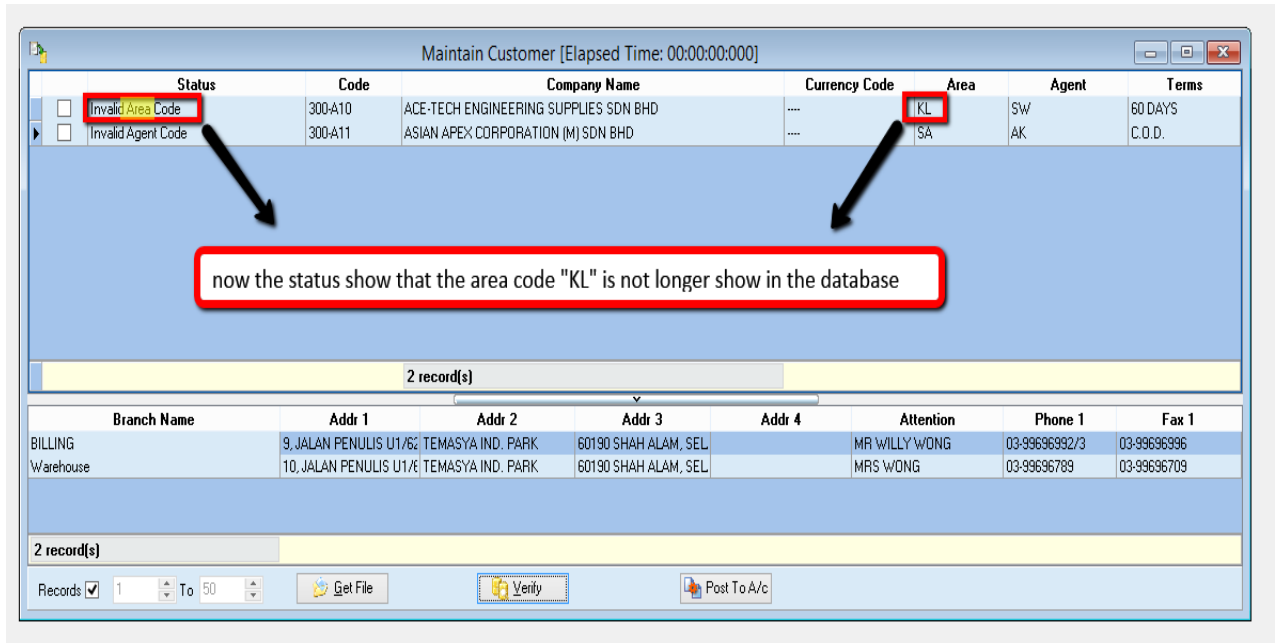 Maintain Customer [Elapsed Time: 00:00:00:000]
Status Code Company Name Currency Code Area Agent Terms
Invalid Area Code 300-A10 ACE-TECH ENGINEERING SUPPLIES SDN BHD ---- KL SW 60 DAYS
Invalid Agent Code 300-A11 ASIAN APEX CORPORATION (M) SDN BHD ---- SA AK C.O.D.
now the status show that the area code "KL" is not longer show in the database
2 record(s)
Branch Name Addr 1 Addr 2 Addr 3 Addr 4 Attention Phone 1 Fax 1
BILLING 9, JALAN PENULIS U1/62 TEMASYA IND. PARK 60190 SHAH ALAM, SEL MR WILLY WONG 03-99696992/3 03-99696996
Warehouse 10, JALAN PENULIS U1/ TEMASYA IND. PARK 60190 SHAH ALAM, SEL MRS WONG 03-99696789 03-99696709
2 record(s)
Records 1 To 50 Get File Verify Post To A/c